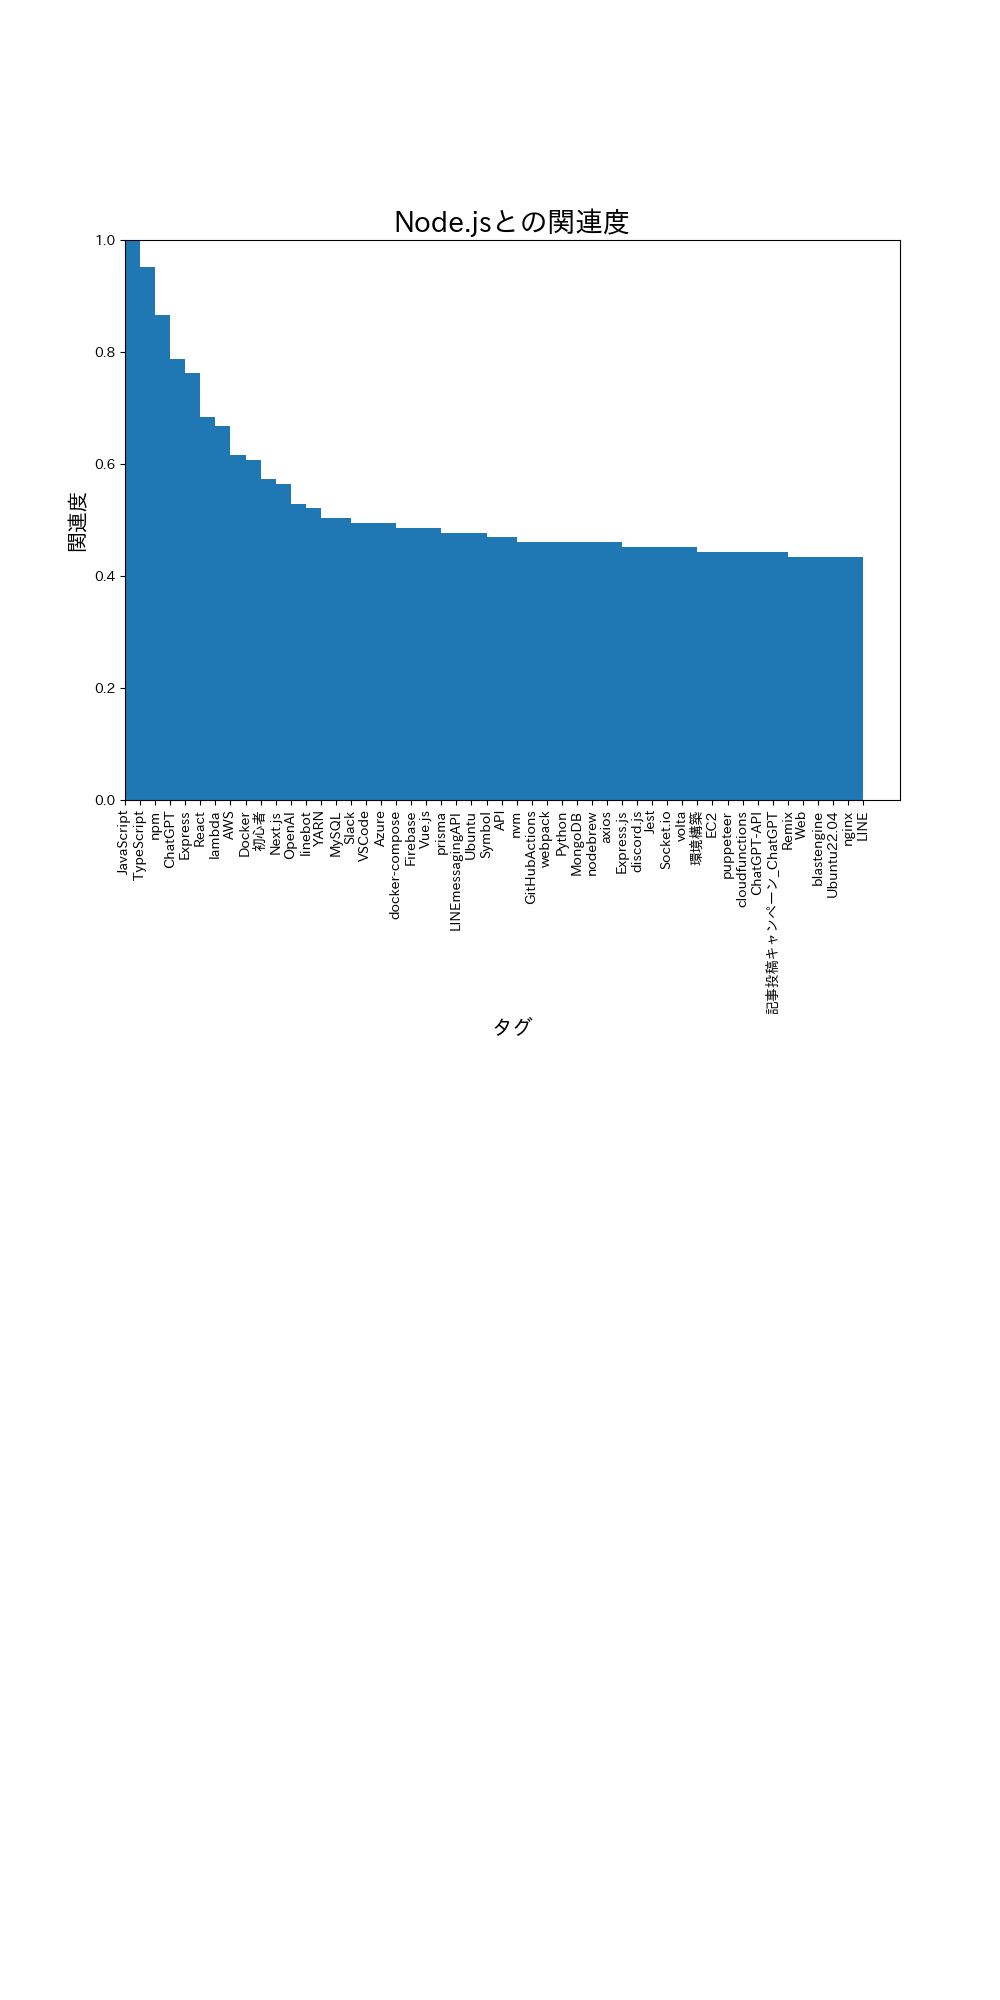 Node.jsとの関連度
1.0
0.8
0.6
0.4
0.2
0.0
関連度
JavaScript
TypeScript
npm
ChatGPT
Express
React
lambda
AWS
Docker
初心者
Next.js
OpenAI
linebot
YARN
MySQL
Slack
VSCode
Azure
docker-compose
Firebase
Vue.js
prisma
LINEmessagingAPI
Ubuntu
Symbol
API
nvm
GitHubActions
webpack
Python
MongoDB
nodebrew
axios
Express.js
discord.js
Jest
Socket.io
volta
環境構築
EC2
puppeteer
cloudfunctions
ChatGPT-API
記事投稿キャンペーン_ChatGPT
Remix
Web
blastengine
Ubuntu22.04
nginx
LINE
タグ